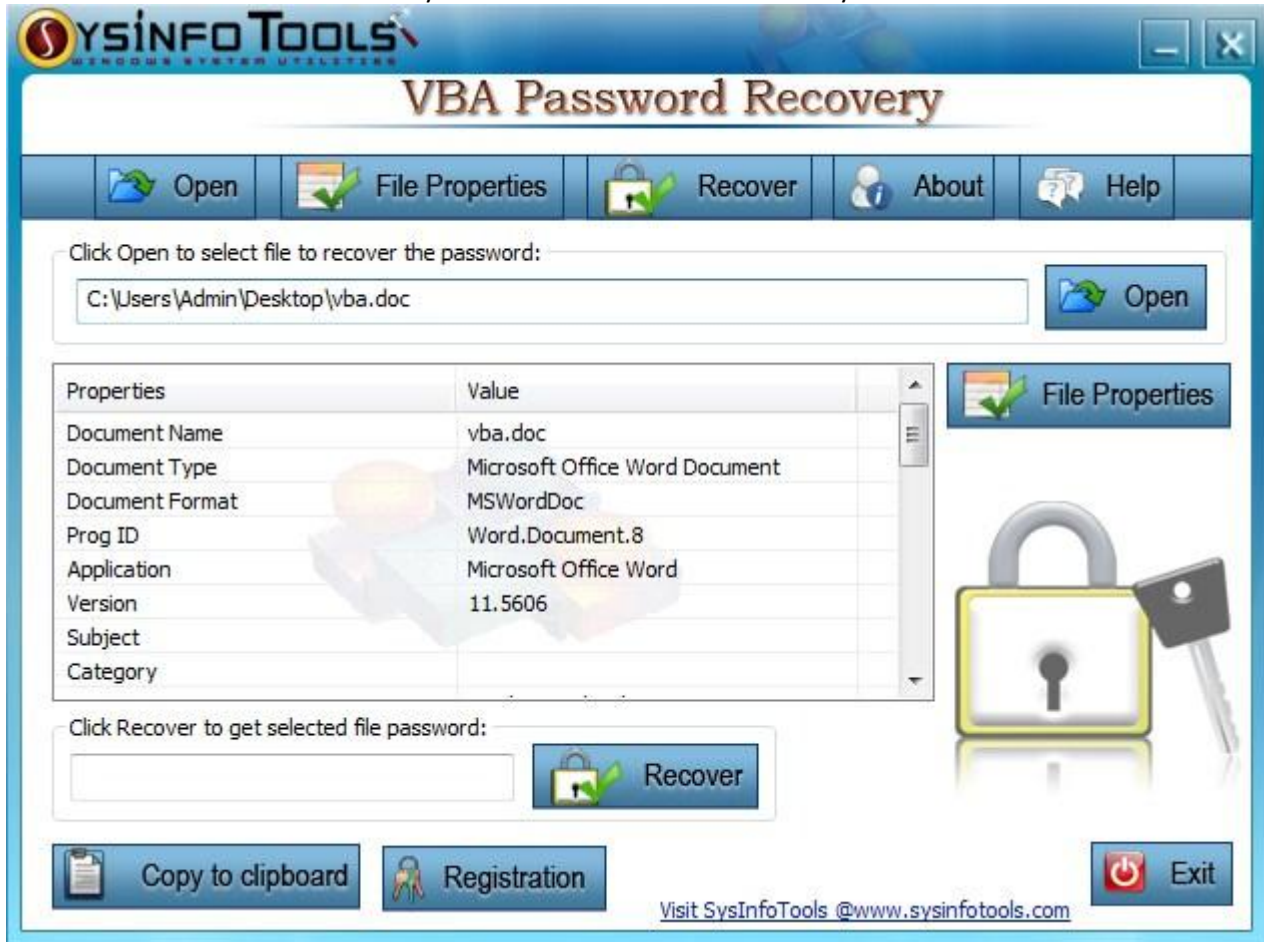 SYSINFO TOOLS
WINDOWS SYSTEM UTILITIES
VBA Password Recovery
Open File Properties Recover About Help
Click Open to select file to recover the password:
C:\Users\Admin\Desktop\vba.doc Open
Properties Value
File Properties
Document Name vba.doc
Document Type Microsoft Office Word Document
Document Format MSWordDoc
Prog ID Word.Document.8
Application Microsoft Office Word
Version 11.5606
Subject
Category
Click Recover to get selected file password:
Recover
Copy to clipboard Registration Exit
Visit SysInfoTools @www.sysinfotools.com